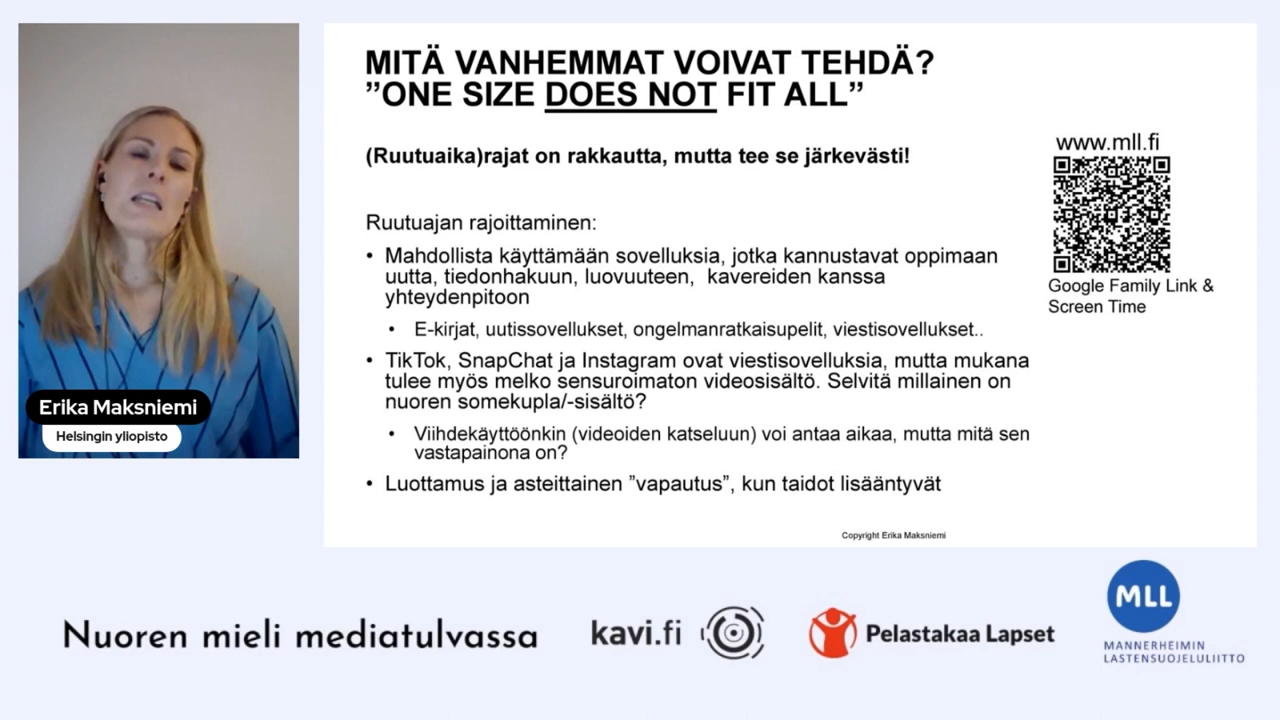 MITÄ VANHEMMAT VOIVAT TEHDÄ?
”ONE SIZE DOES NOT FIT ALL”
(Ruutuaika)rajat on rakkautta, mutta tee se järkevästi!
Ruutuajan rajoittaminen:
• Mahdollista käyttämään sovelluksia, jotka kannustavat oppimaan
uutta, tiedonhakuun, luovuuteen, kavereiden kanssa
yhteydenpitoon
• E-kirjat, uutissovellukset, ongelmanratkaisupelit, viestisovellukset..
• TikTok, SnapChat ja Instagram ovat viestisovelluksia, mutta mukana
tulee myös melko sensuroimaton videosisältö. Selvitä millainen on
nuoren somekupla/-sisältö?
• Viihdekäyttöönkin (videoiden katseluun) voi antaa aikaa, mutta mitä sen
vastapainona on?
• Luottamus ja asteittainen ”vapautus”, kun taidot lisääntyvät
www.mll.fi
Google Family Link &
Screen Time
Copyright Erika Maksniemi
Erika Maksniemi
Helsingin yliopisto
Nuoren mieli mediatulvassa
kavi.fi
Pelastakaa Lapset
MLL
MANNERHEIMIN
LASTENSUOJELULIITTO